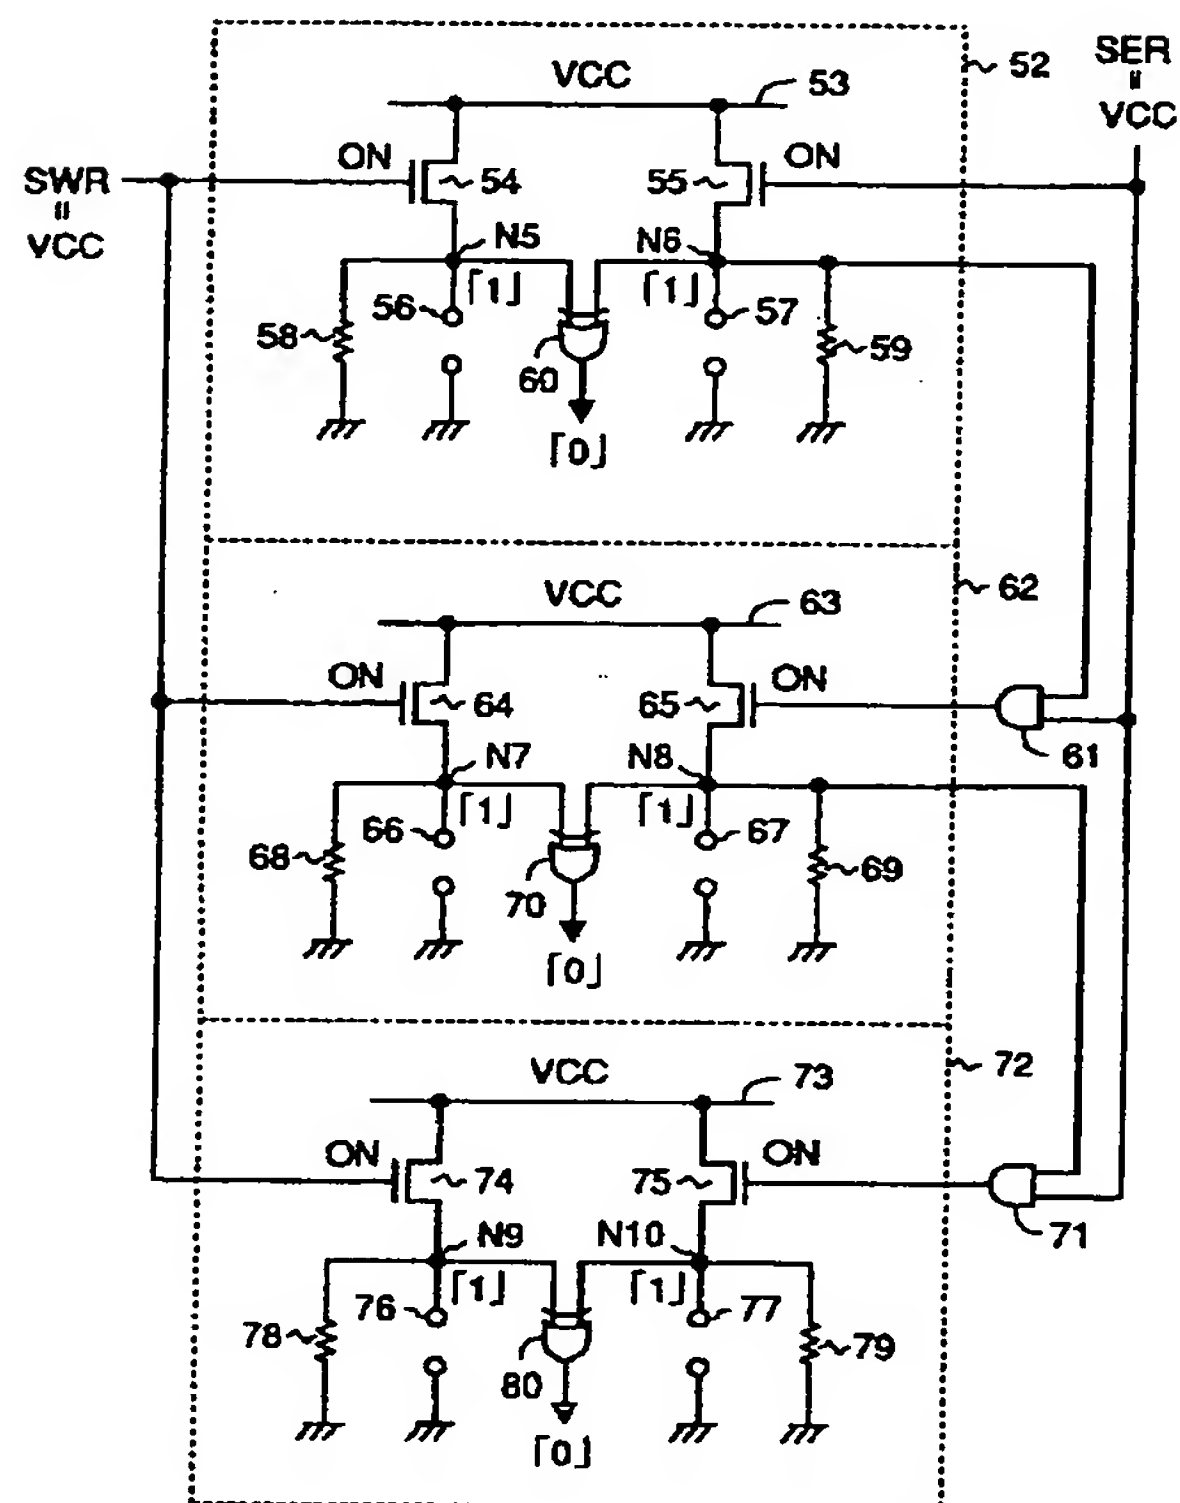 52
SER
"
VCC
VCC
53
ON
54
55
ON
SWR
"
VCC
N5
N6
「1」
「1」
56
57
58
59
60
「0」
62
VCC
63
ON
64
65
ON
61
N7
N8
「1」
「1」
66
67
68
69
70
「0」
72
VCC
73
ON
74
75
ON
71
N9
N10
「1」
「1」
76
77
78
79
80
「0」